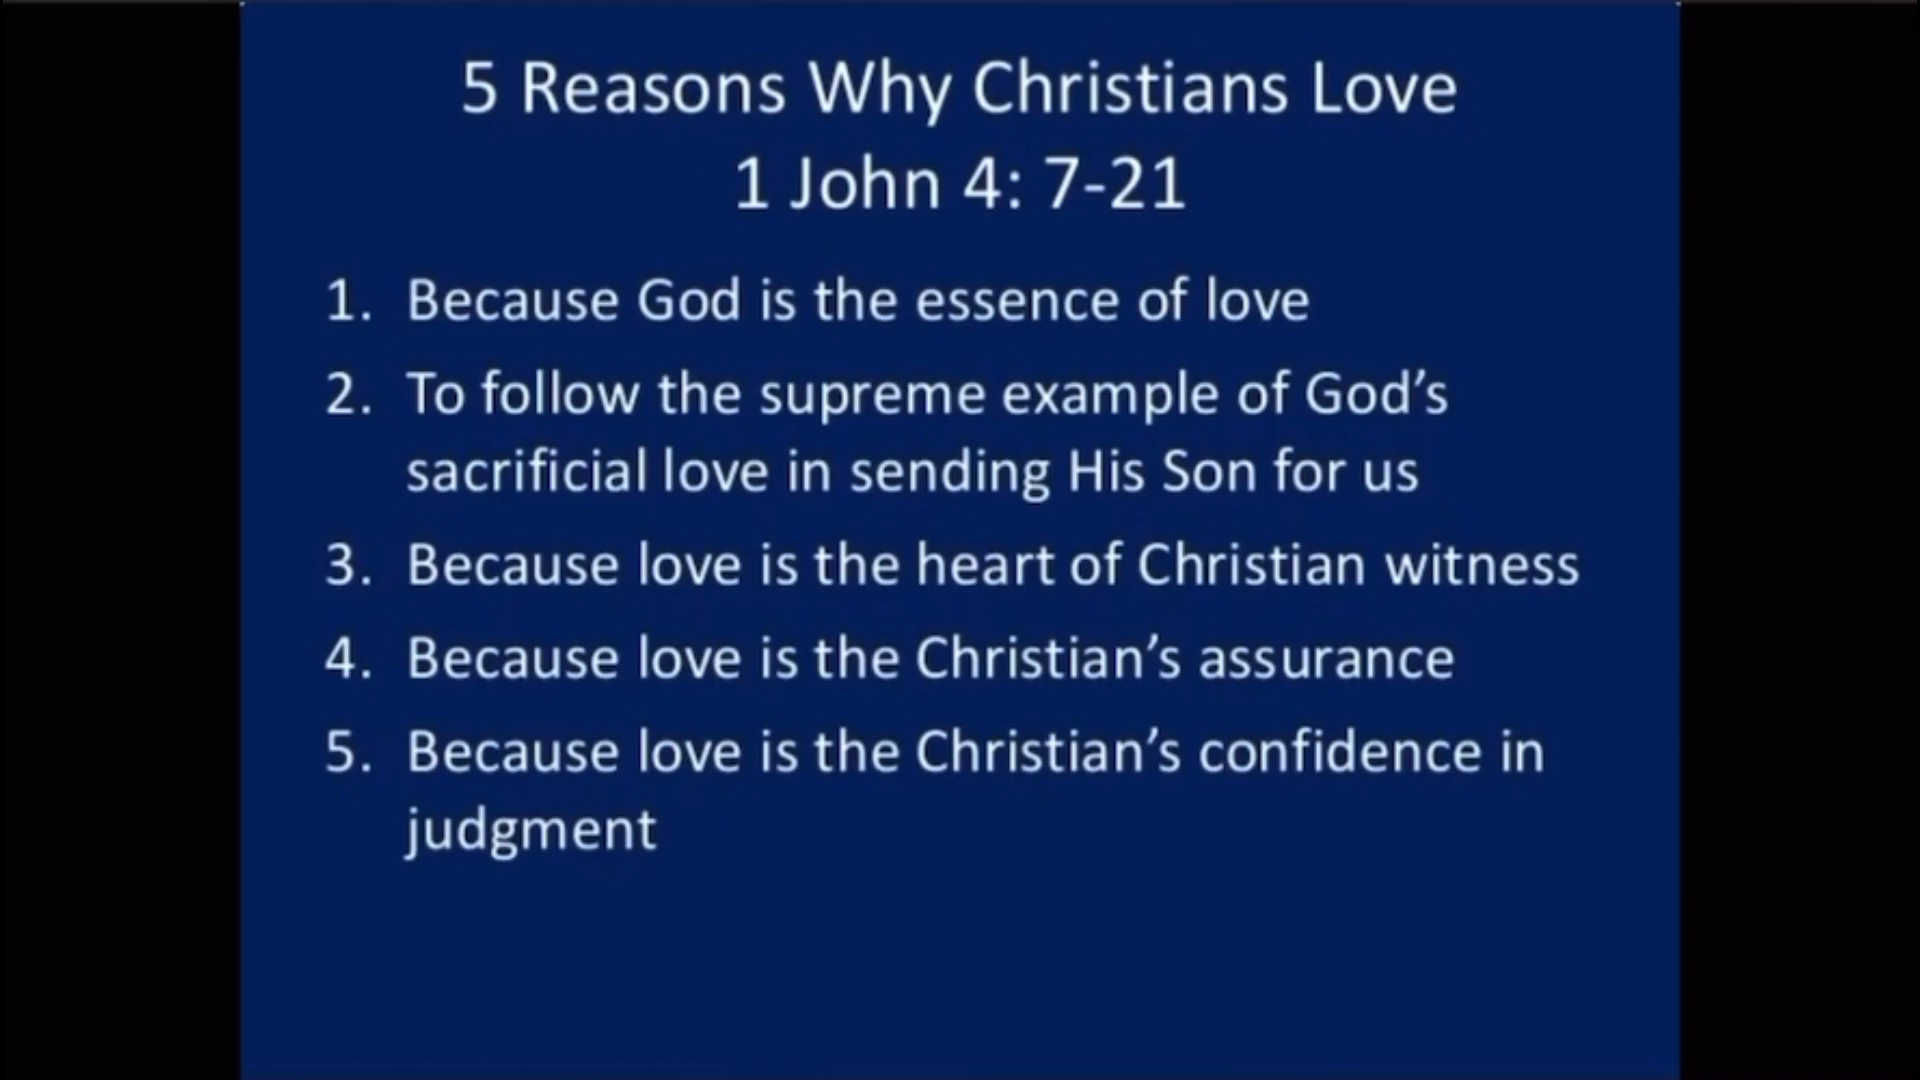 5 Reasons Why Christians Love
1 John 4: 7-21
1. Because God is the essence of love
2. To follow the supreme example of God’s
sacrificial love in sending His Son for us
3. Because love is the heart of Christian witness
4. Because love is the Christian’s assurance
5. Because love is the Christian’s confidence in
judgment